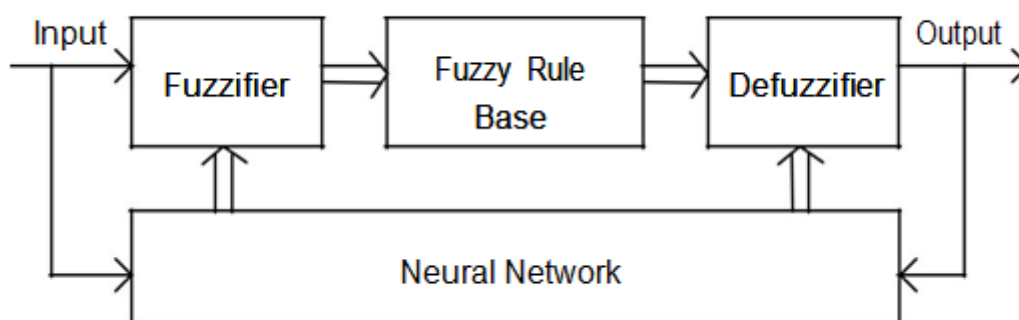 Input
Fuzzifier
Fuzzy Rule
Base
Defuzzifier
Output
Neural Network